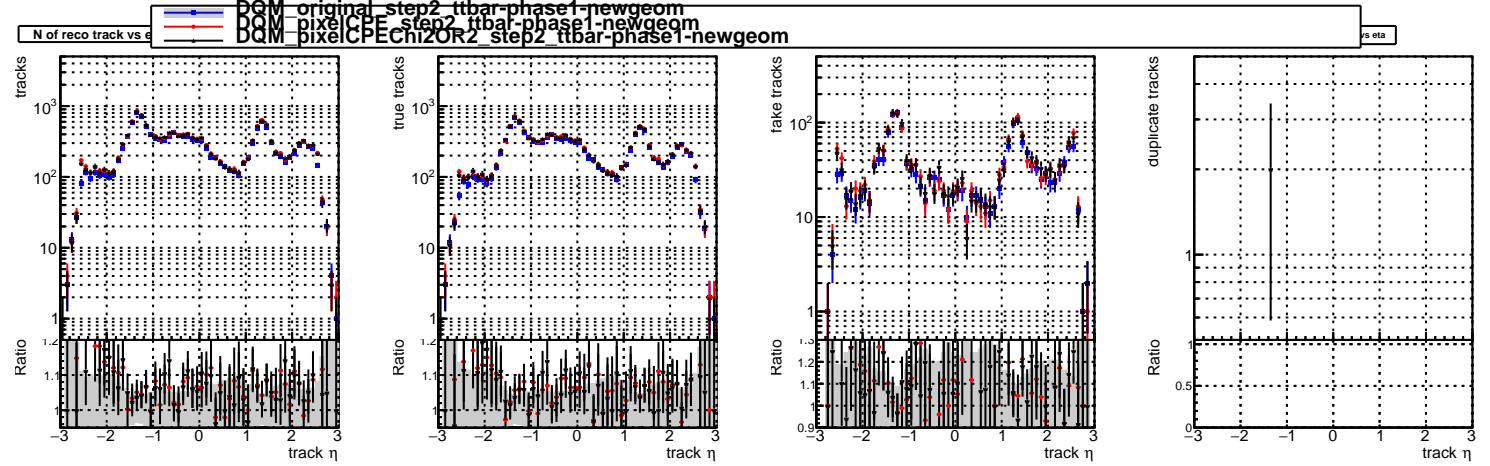 DQM_original_step2_ttbar-phase1-newgeom
DQM_pixelCPE_step2_ttbar-phase1-newgeom
DQM_pixelCPEChi2OR2_step2_ttbar-phase1-newgeom
N of reco track vs e
vs eta
tracks
10³
10²
10
1
Ratio
1.2
1.1
1
−3 −2 −1 0 1 2 3
track η
true tracks
10³
10²
10
1
Ratio
1.2
1.1
1
−3 −2 −1 0 1 2 3
track η
fake tracks
10²
10
1
Ratio
1.3
1.2
1.1
1
0.9
−3 −2 −1 0 1 2 3
track η
duplicate tracks
1
Ratio
1
0.5
0
−3 −2 −1 0 1 2 3
track η